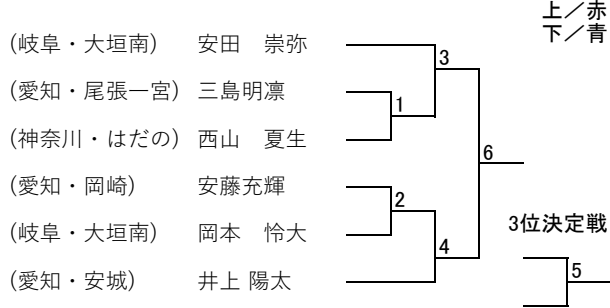 上／赤
下／青
(岐阜・大垣南) 安田 崇弥
3
(愛知・尾張一宮) 三島明凛
1
(神奈川・はだの) 西山 夏生
6
(愛知・岡崎) 安藤充輝
2
(岐阜・大垣南) 岡本 怜大
3位決定戦
4
(愛知・安城) 井上 陽太
5